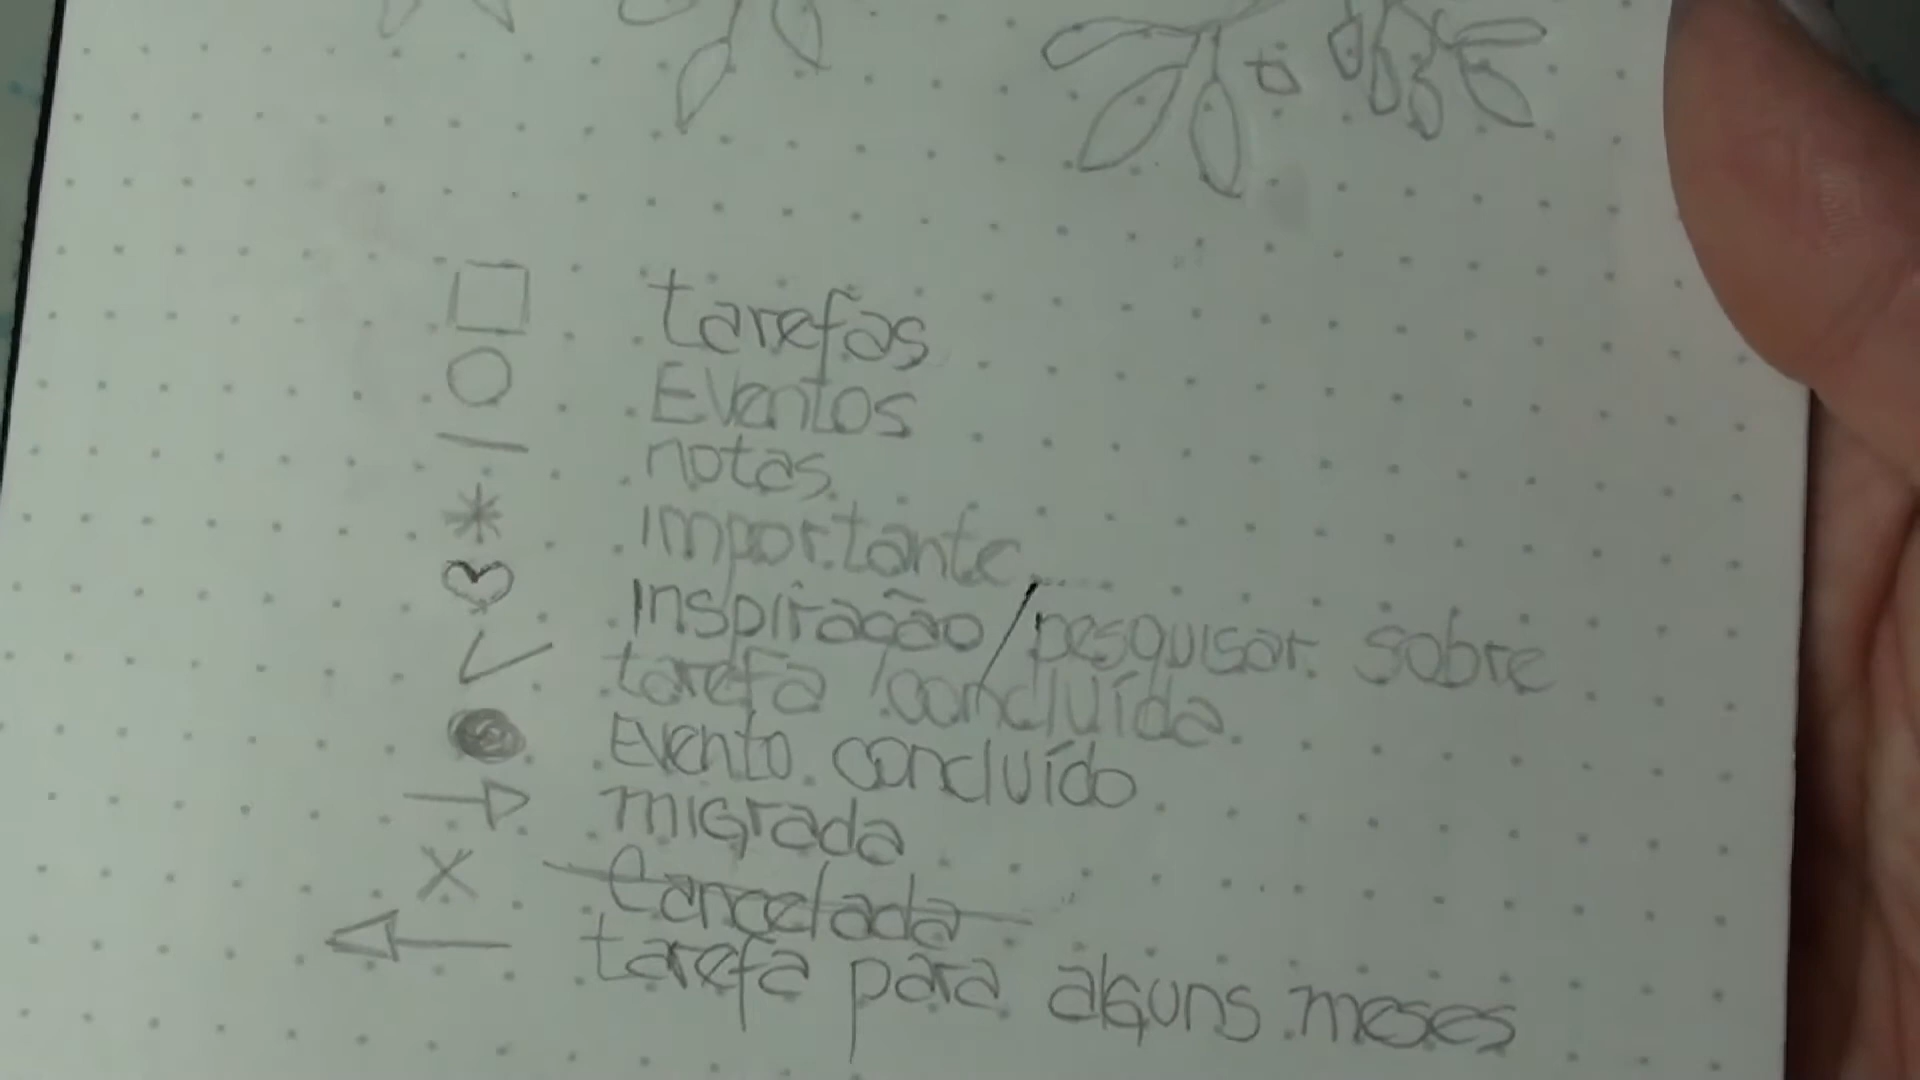 tarefas
Eventos
notas
importante
Inspiração/pesquisar sobre
tarefa concluída
Evento concluído
migrada
Cancelada
tarefa para alguns meses